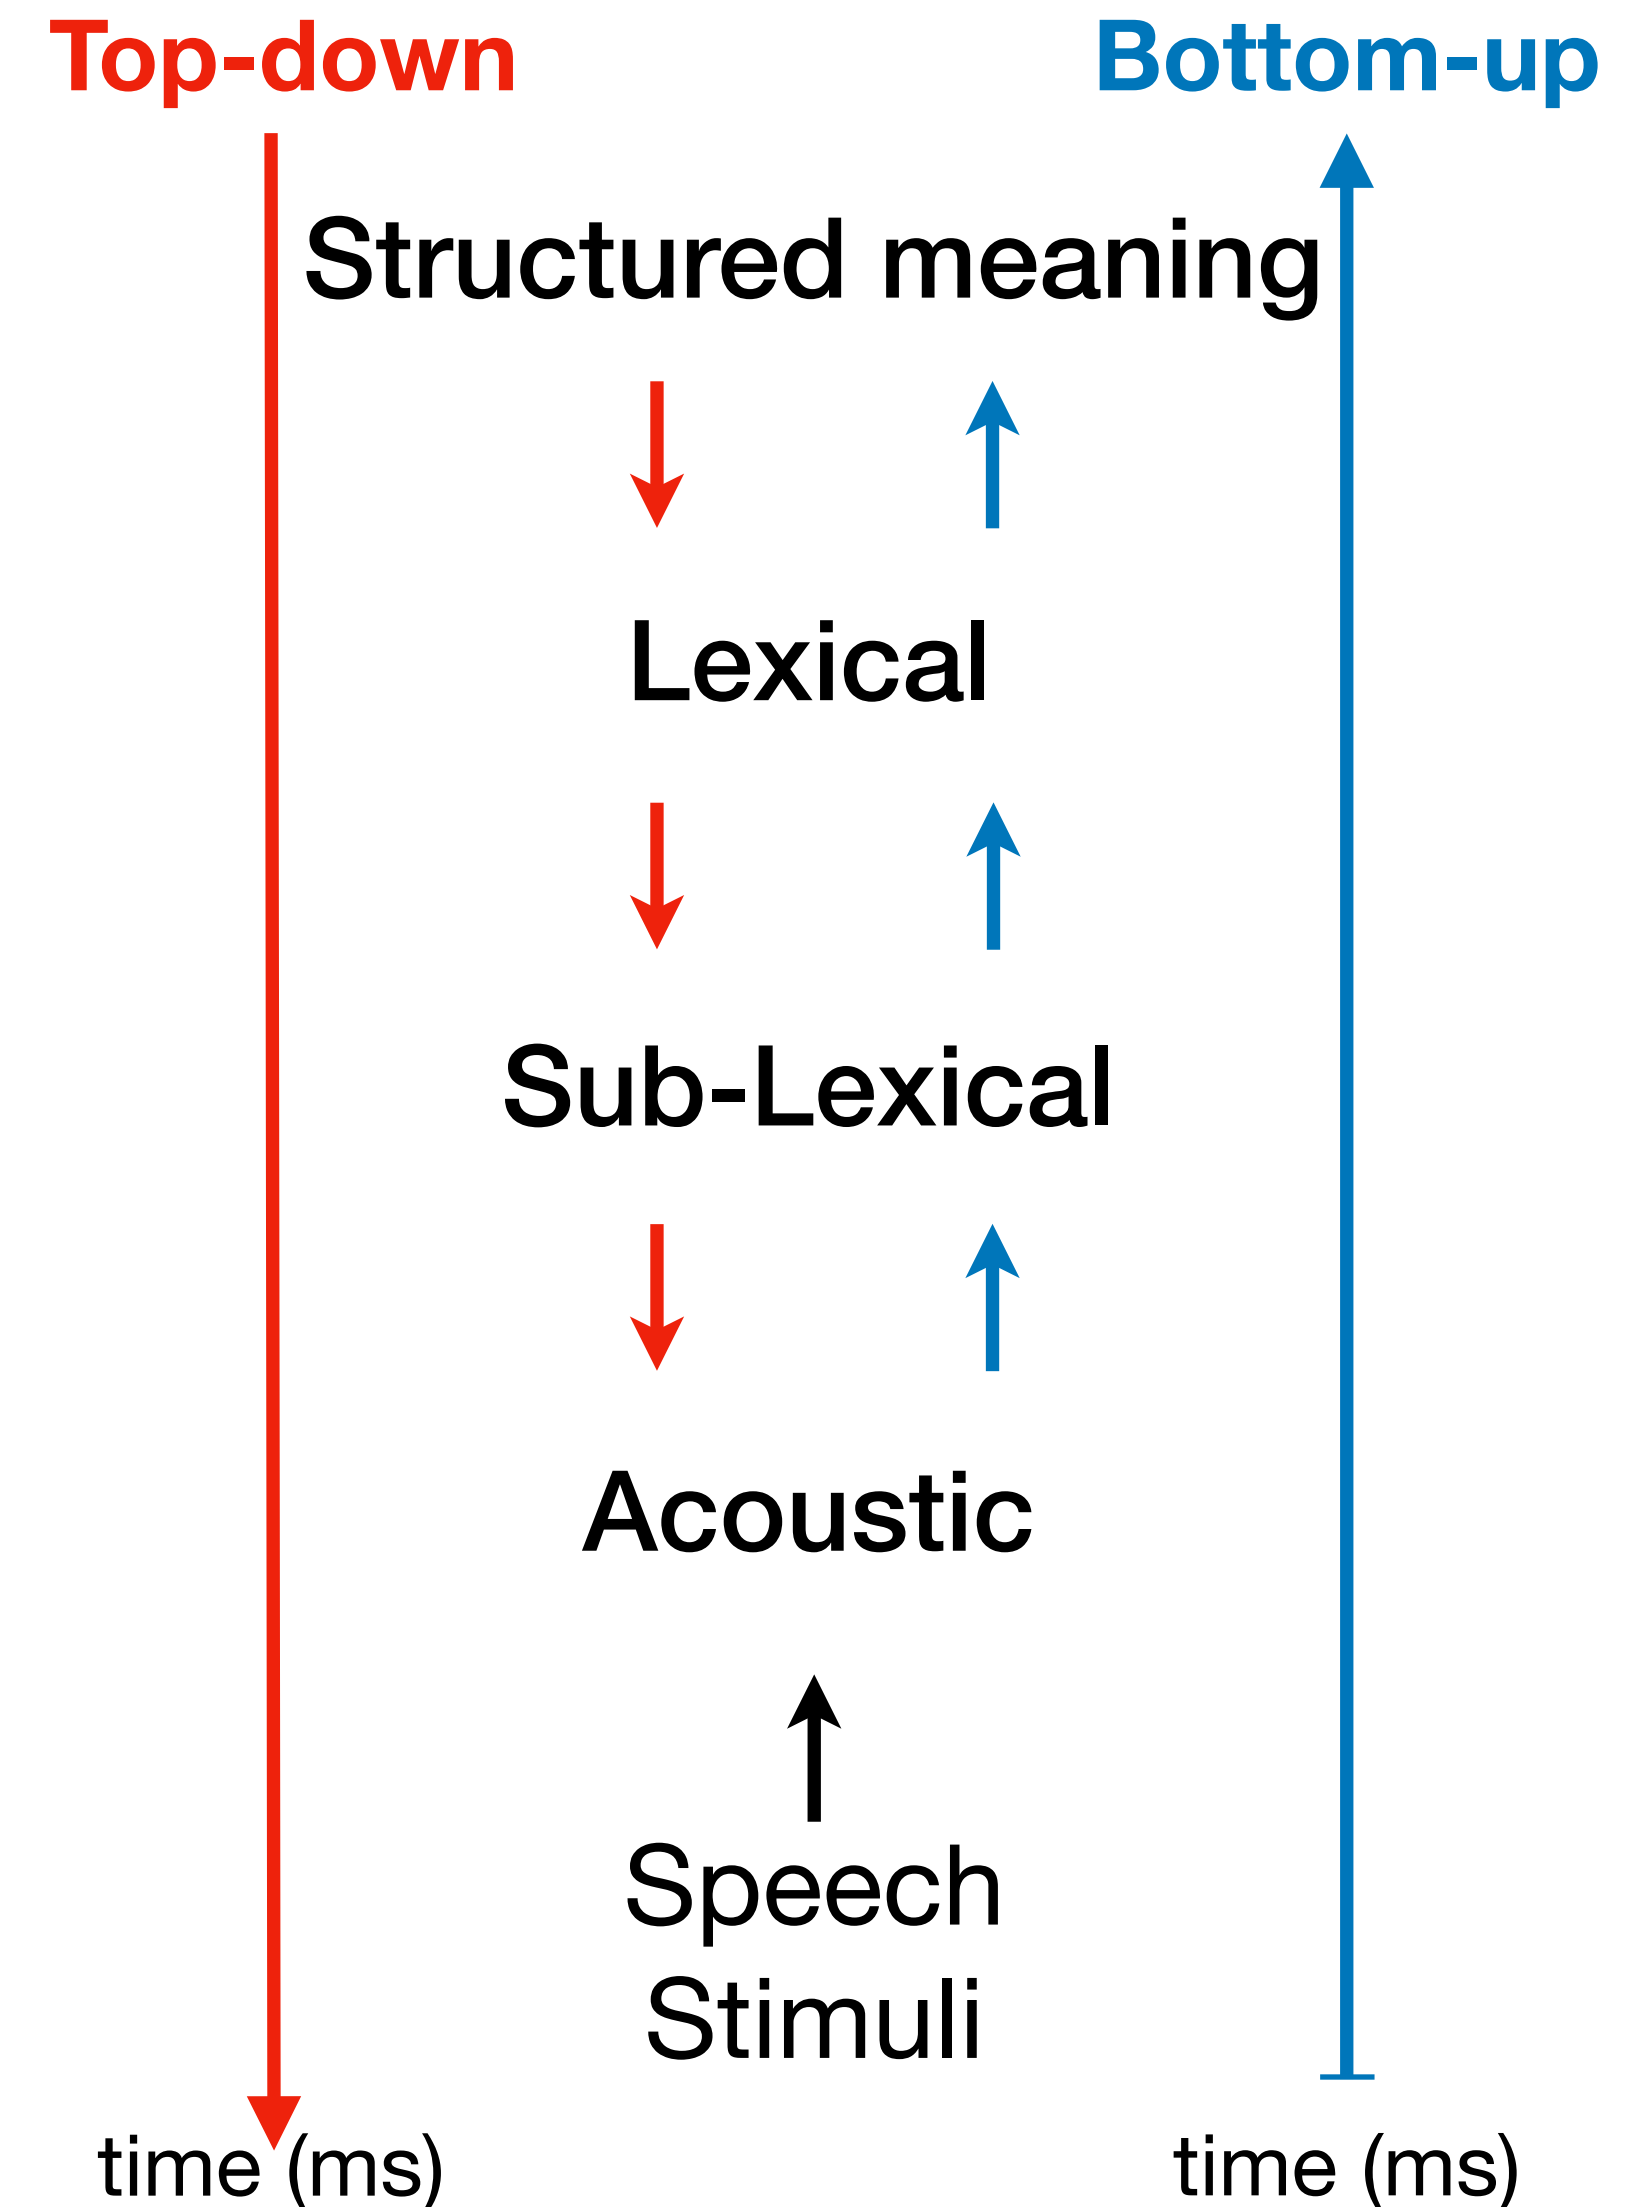 Top-down
Bottom-up
Structured meaning
Lexical
Sub-Lexical
Acoustic
Speech
Stimuli
time (ms)
time (ms)